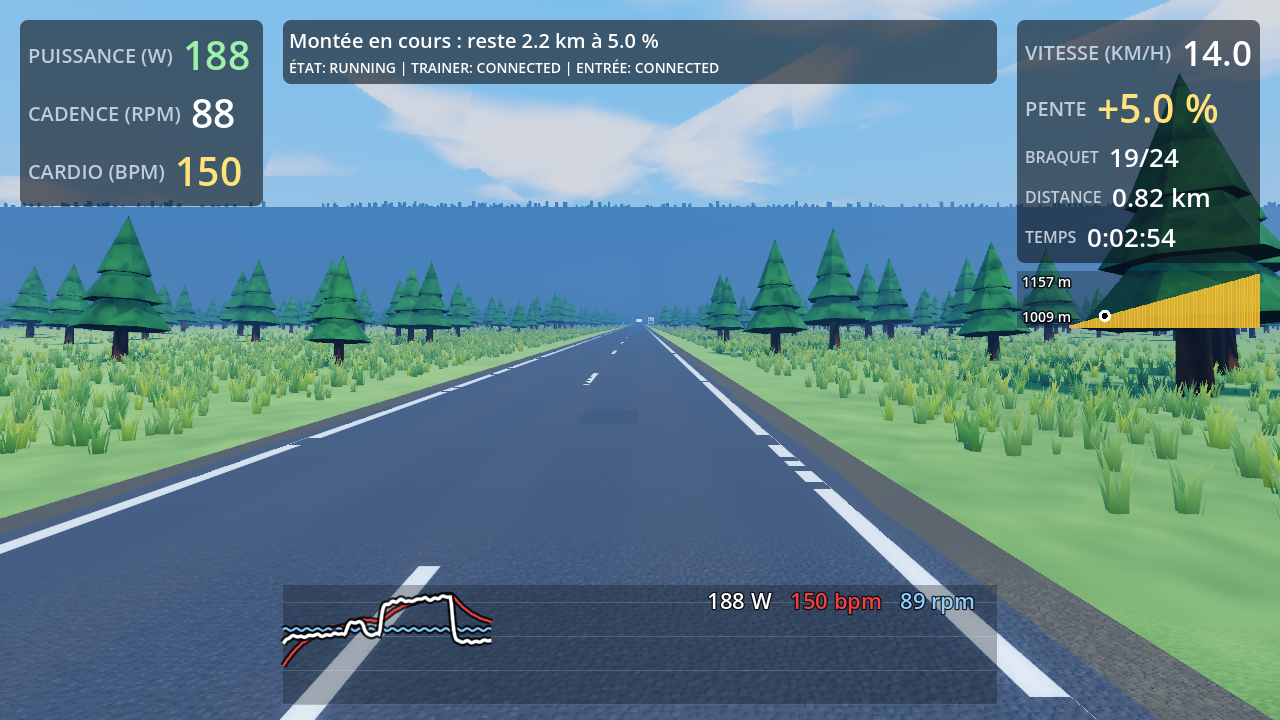 PUISSANCE (W) 188
CADENCE (RPM) 88
CARDIO (BPM) 150
Montée en cours : reste 2.2 km à 5.0 %
ÉTAT: RUNNING | TRAINER: CONNECTED | ENTRÉE: CONNECTED
VITESSE (KM/H) 14.0
PENTE +5.0 %
BRAQUET 19/24
DISTANCE 0.82 km
TEMPS 0:02:54
1157 m
1009 m
188 W 150 bpm 89 rpm